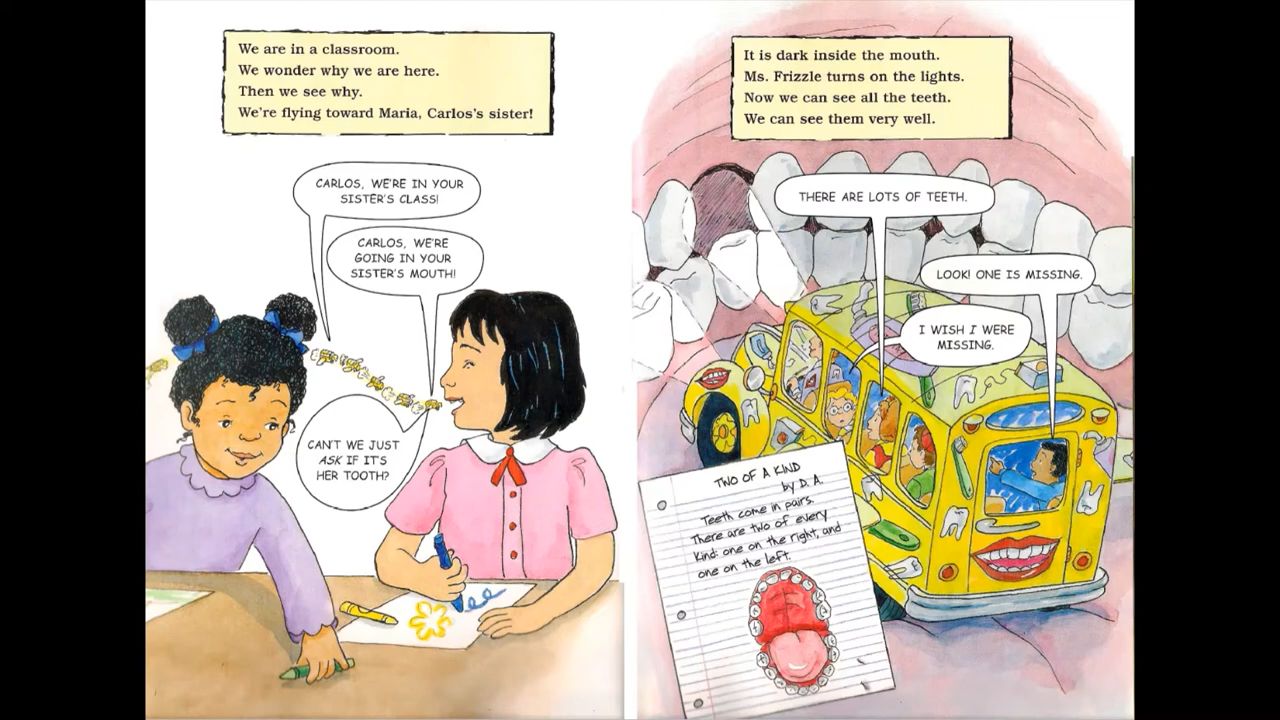 We are in a classroom.
We wonder why we are here.
Then we see why.
We're flying toward Maria, Carlos's sister!
CARLOS, WE'RE IN YOUR
SISTER'S CLASS!
CARLOS, WE'RE
GOING IN YOUR
SISTER'S MOUTH!
CAN'T WE JUST
ASK IF IT'S
HER TOOTH?
It is dark inside the mouth.
Ms. Frizzle turns on the lights.
Now we can see all the teeth.
We can see them very well.
THERE ARE LOTS OF TEETH.
LOOK! ONE IS MISSING.
I WISH I WERE
MISSING.
TWO OF A KIND
by D. A.
Teeth come in pairs.
There are two of every
kind: one on the right, and
one on the left.